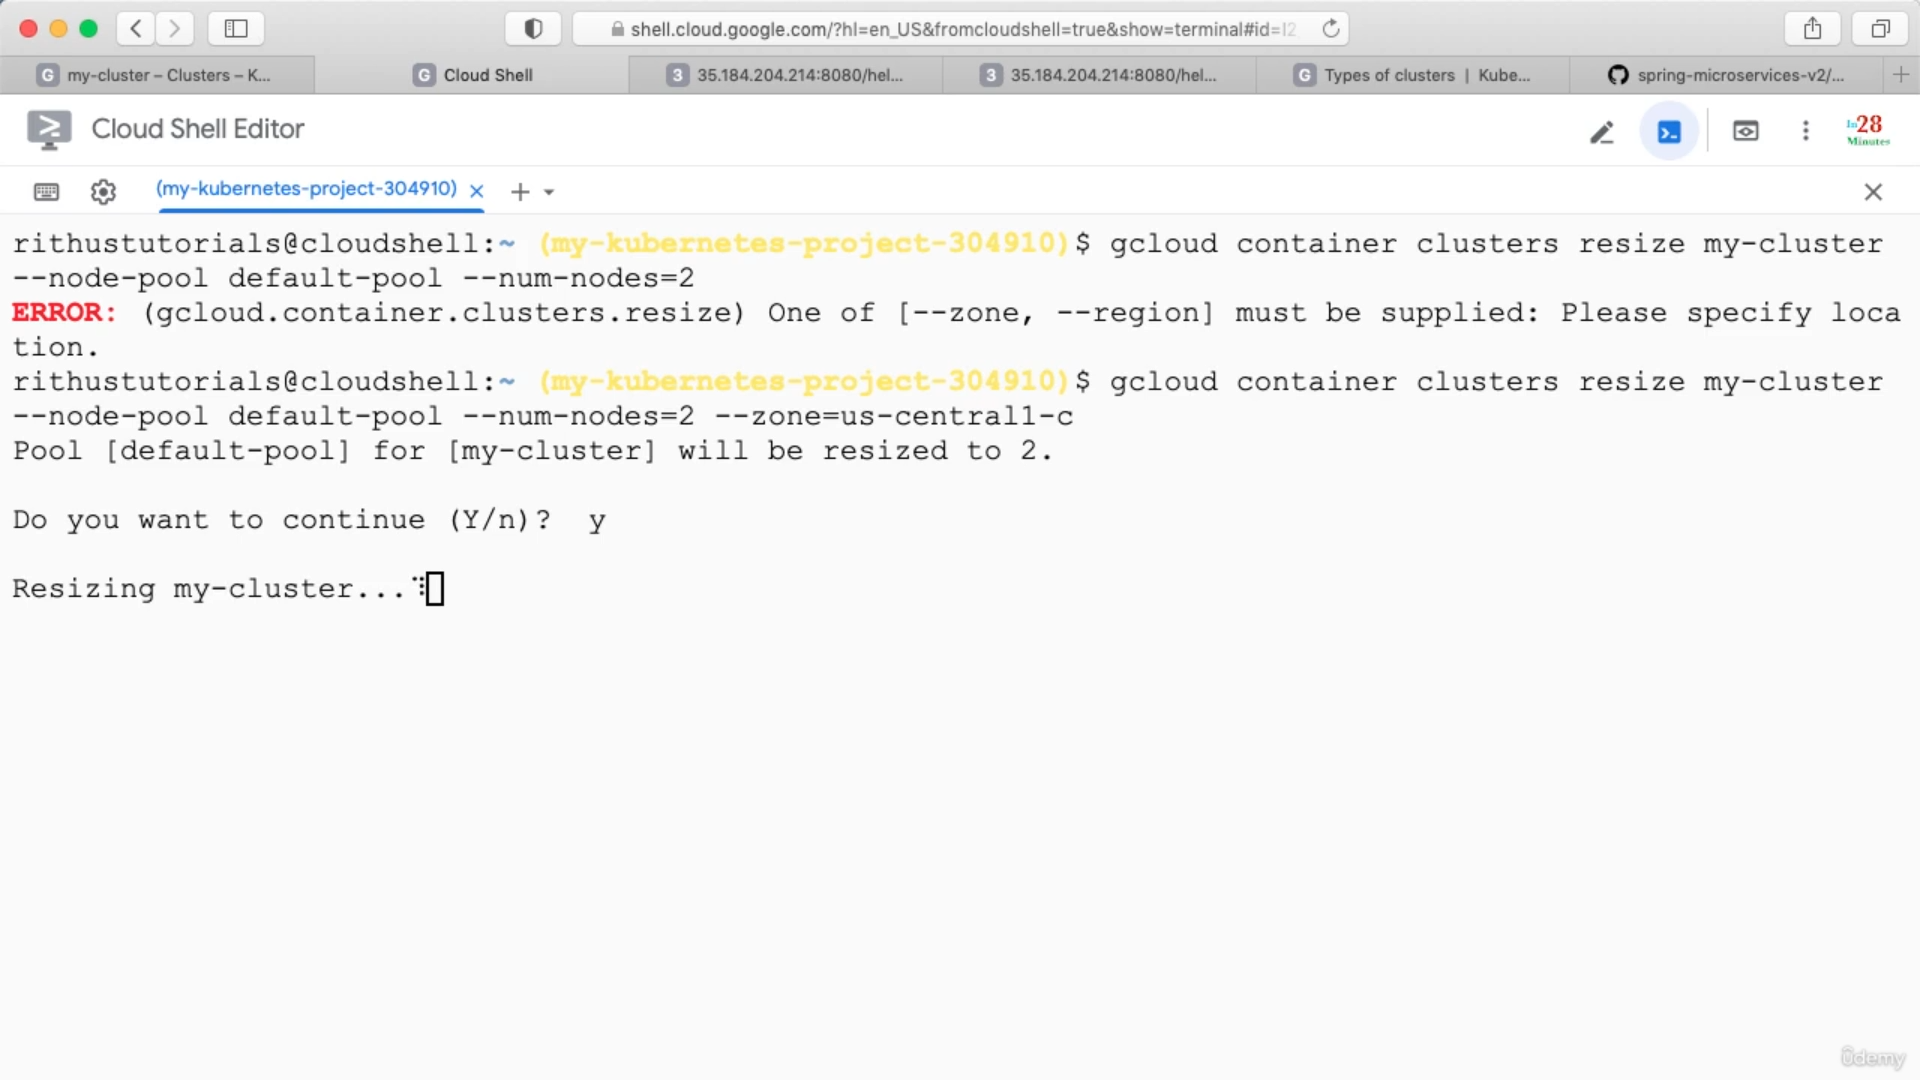 shell.cloud.google.com/?hl=en_US&fromcloudshell=true&show=terminal#id=I2
my-cluster – Clusters – K...
Cloud Shell
35.184.204.214:8080/hel...
35.184.204.214:8080/hel...
Types of clusters | Kube...
spring-microservices-v2/...
Cloud Shell Editor
In 28
Minutes
(my-kubernetes-project-304910)
rithustutorials@cloudshell:~ (my-kubernetes-project-304910)$ gcloud container clusters resize my-cluster
--node-pool default-pool --num-nodes=2
ERROR: (gcloud.container.clusters.resize) One of [--zone, --region] must be supplied: Please specify loca
tion.
rithustutorials@cloudshell:~ (my-kubernetes-project-304910)$ gcloud container clusters resize my-cluster
--node-pool default-pool --num-nodes=2 --zone=us-central1-c
Pool [default-pool] for [my-cluster] will be resized to 2.
Do you want to continue (Y/n)? y
Resizing my-cluster...
ûdemy